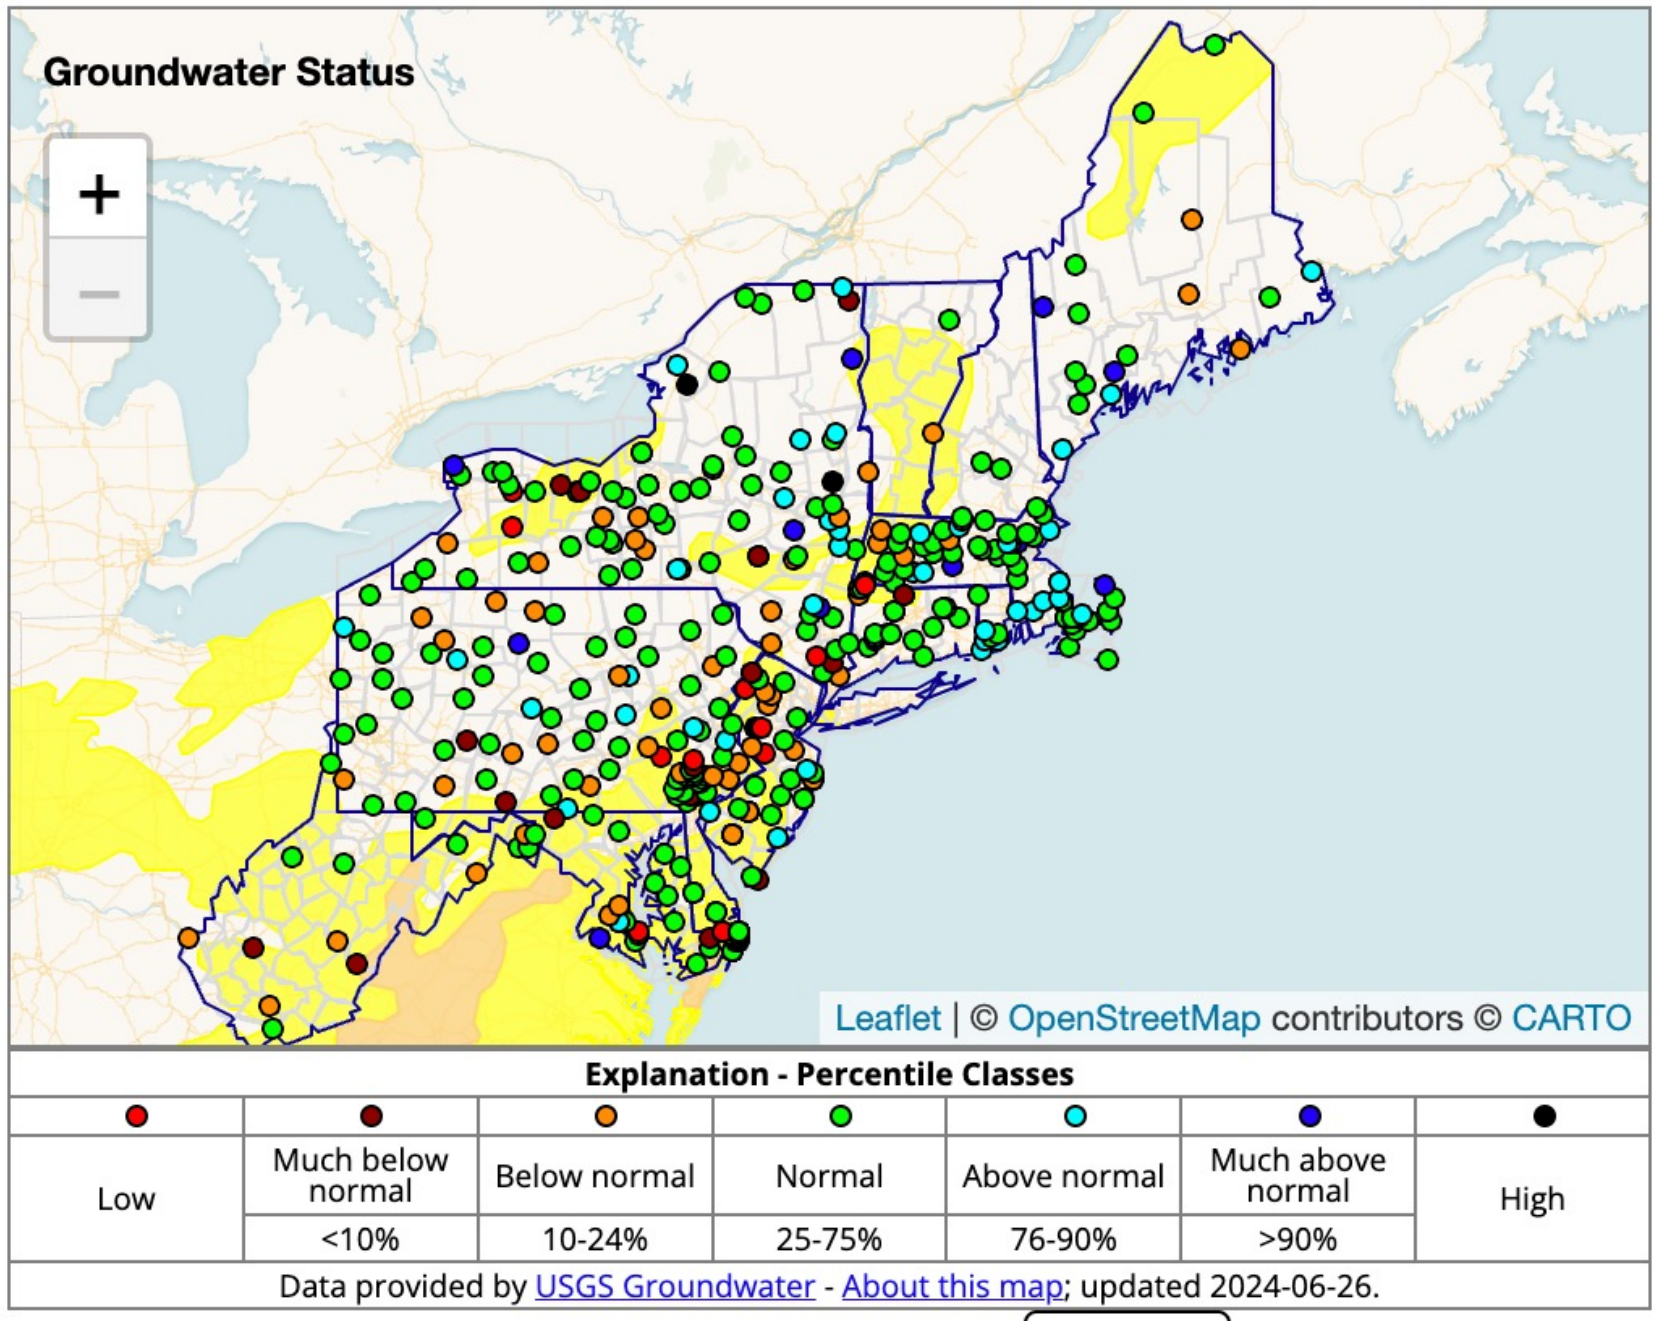 Groundwater Status
+
−
Leaflet | © OpenStreetMap contributors © CARTO
Explanation - Percentile Classes
Low
Much below
normal
Below normal
Normal
Above normal
Much above
normal
High
<10%
10-24%
25-75%
76-90%
>90%
Data provided by USGS Groundwater - About this map; updated 2024-06-26.